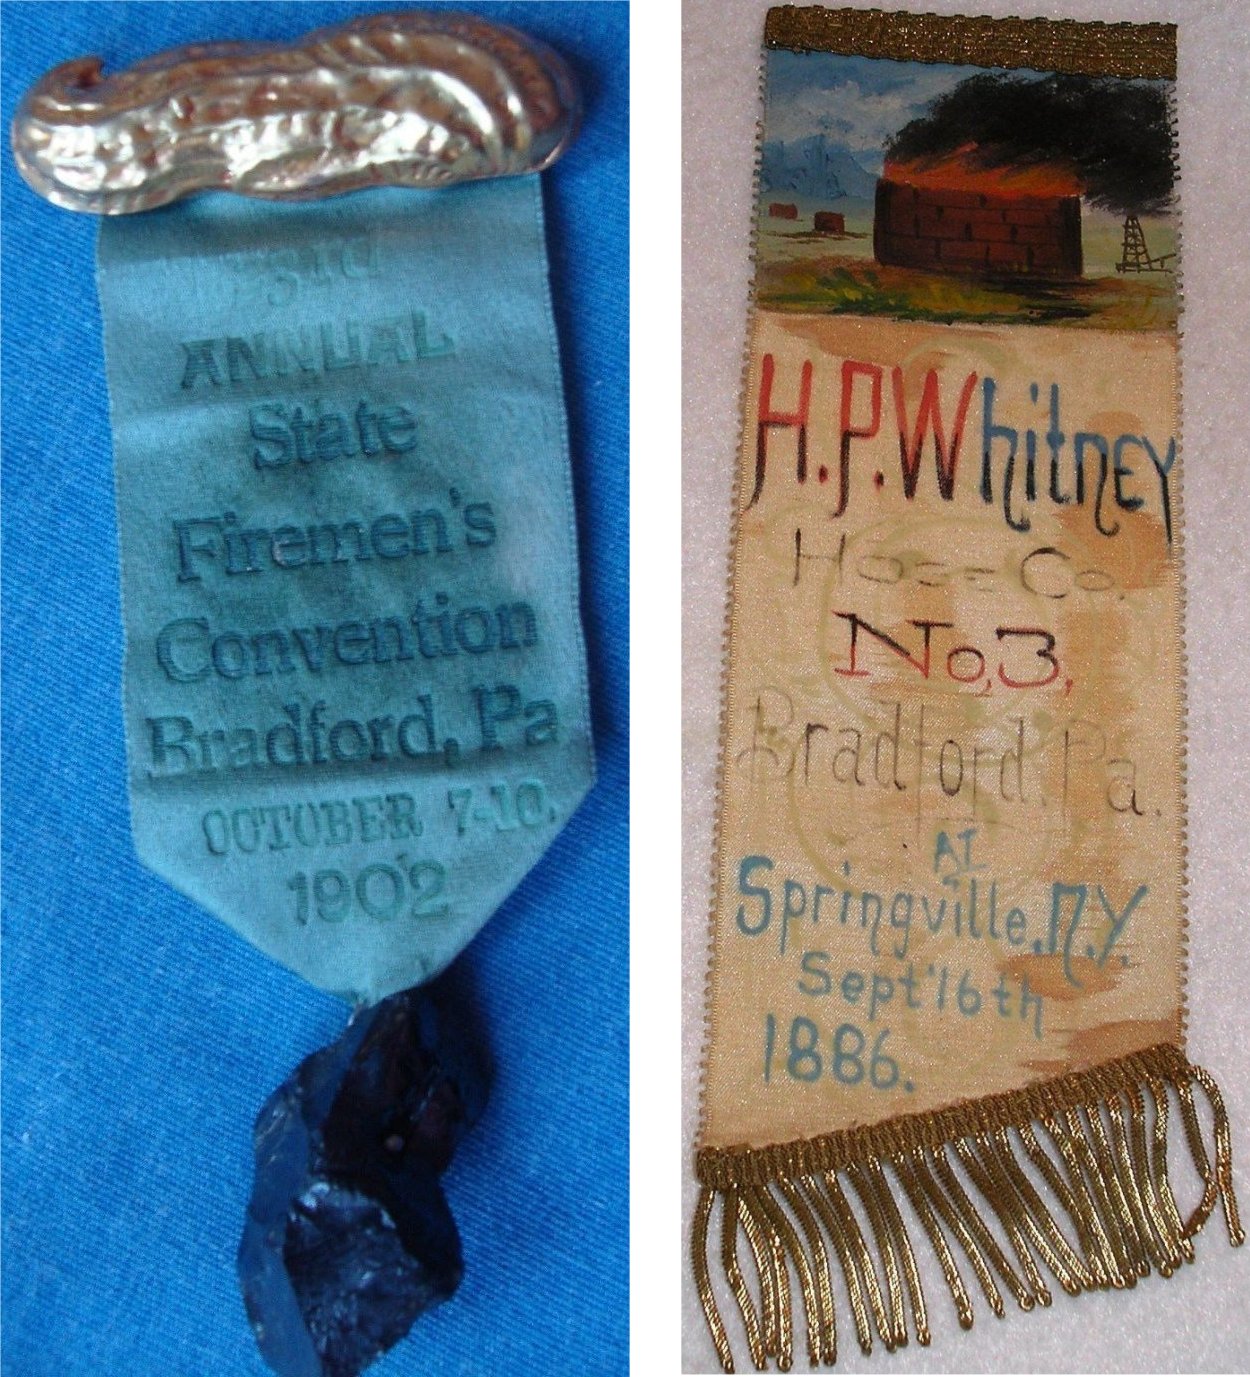 23rd
ANNUAL
State
Firemen's
Convention
Bradford, Pa
OCTOBER 7-10.
1902
H.P.Whitney
Hose Co.
No,3,
Bradford. Pa.
AT
Springville.N.Y.
Sept'16th
1886.